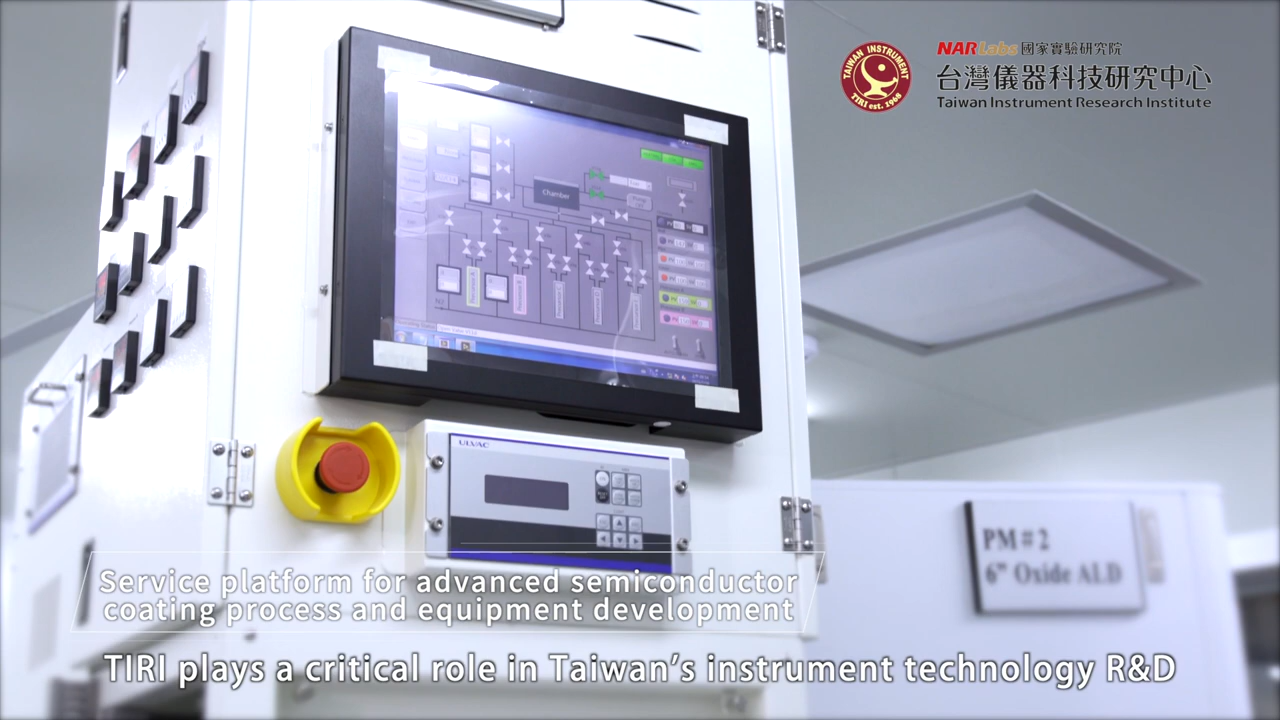 TAIWAN INSTRUMENT
TIRI est. 1968
NARLabs 國家實驗研究院
台灣儀器科技研究中心
Taiwan Instrument Research Institute
Chamber
N2
ULVAC
PM#2
6" Oxide ALD
Service platform for advanced semiconductor
coating process and equipment development
TIRI plays a critical role in Taiwan's instrument technology R&D